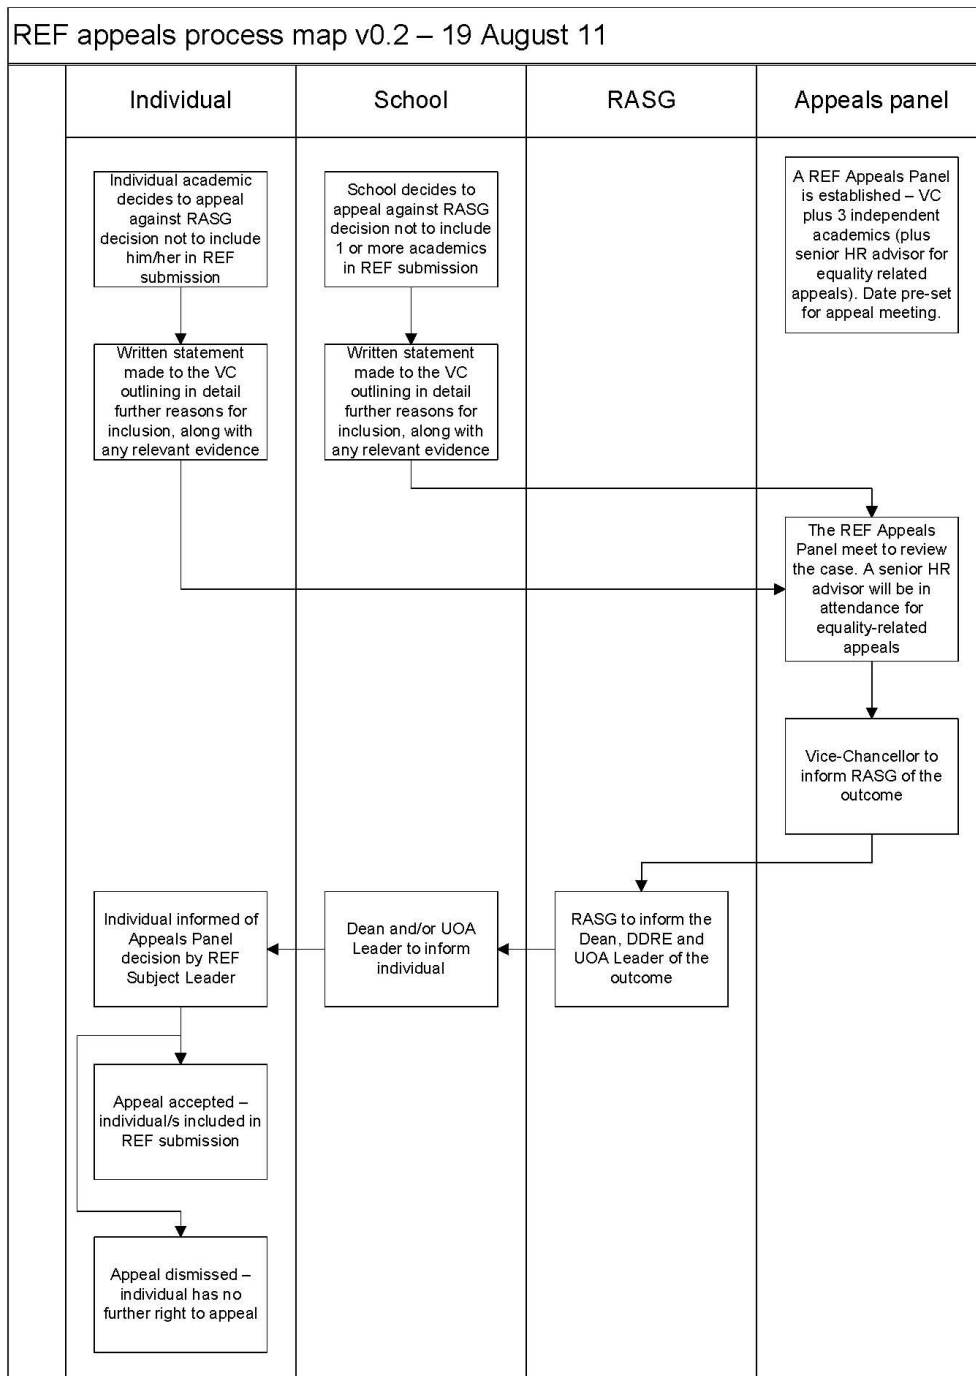 REF appeals process map v0.2 – 19 August 11
Individual
School
RASG
Appeals panel
Individual academic
decides to appeal
against RASG
decision not to include
him/her in REF
submission
School decides to
appeal against RASG
decision not to include
1 or more academics
in REF submission
A REF Appeals Panel
is established – VC
plus 3 independent
academics (plus
senior HR advisor for
equality related
appeals). Date pre-set
for appeal meeting.
Written statement
made to the VC
outlining in detail
further reasons for
inclusion, along with
any relevant evidence
Written statement
made to the VC
outlining in detail
further reasons for
inclusion, along with
any relevant evidence
The REF Appeals
Panel meet to review
the case. A senior HR
advisor will be in
attendance for
equality-related
appeals
Vice-Chancellor to
inform RASG of the
outcome
Individual informed of
Appeals Panel
decision by REF
Subject Leader
Dean and/or UOA
Leader to inform
individual
RASG to inform the
Dean, DDRE and
UOA Leader of the
outcome
Appeal accepted –
individual/s included in
REF submission
Appeal dismissed –
individual has no
further right to appeal